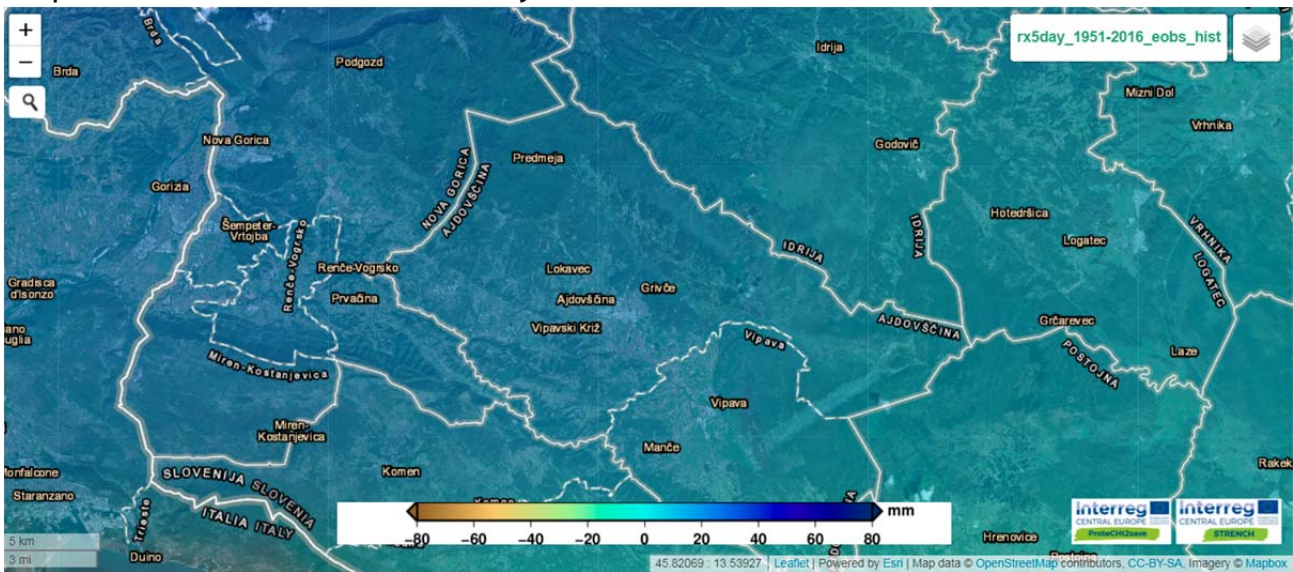 +
−
rx5day_1951-2016_eobs_hist
Brda
Brda
Podgozd
Idrija
Mizni Dol
Vrhnika
Nova Gorica
Godovič
Predmeja
NOVA GORICA
AJDOVŠČINA
Gorizia
Šempeter-
Vrtojba
Renče-Vogrsko
IDRIJA
IDRIJA
Hotedršica
Logatec
VRHNIKA
LOGATEC
Renče-Vogrsko
Lokavec
Grivče
Gradisca
d'Isonzo
Prvačina
Ajdovščina
Vipavski Križ
AJDOVŠČINA
Grčarevec
Vipava
POSTOJNA
Laze
Miren-Kostanjevica
Vipava
Miren-
Kostanjevica
Manče
Komen
Rakek
Staranzano
SLOVENIJA SLOVENIA
ITALIA ITALY
Trieste
Duino
Hrenovice
Postojna
mm
−80 −60 −40 −20 0 20 40 60 80
Interreg
CENTRAL EUROPE
ProteCHt2save
Interreg
CENTRAL EUROPE
STRENCH
5 km
3 mi
45.82069 : 13.53927 | Leaflet | Powered by Esri | Map data © OpenStreetMap contributors, CC-BY-SA, Imagery © Mapbox